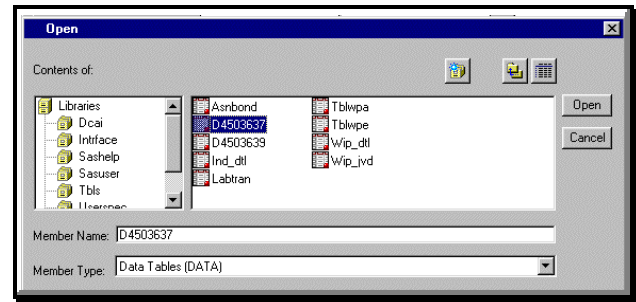 Open
Contents of:
Libraries
Dcai
Intrface
Sashelp
Sasuser
Tbls
Userspec
Asnbond
D4503637
D4503639
Ind_dtl
Labtran
Tblwpa
Tblwpe
Wip_dtl
Wip_jvd
Open
Cancel
Member Name: D4503637
Member Type: Data Tables (DATA)